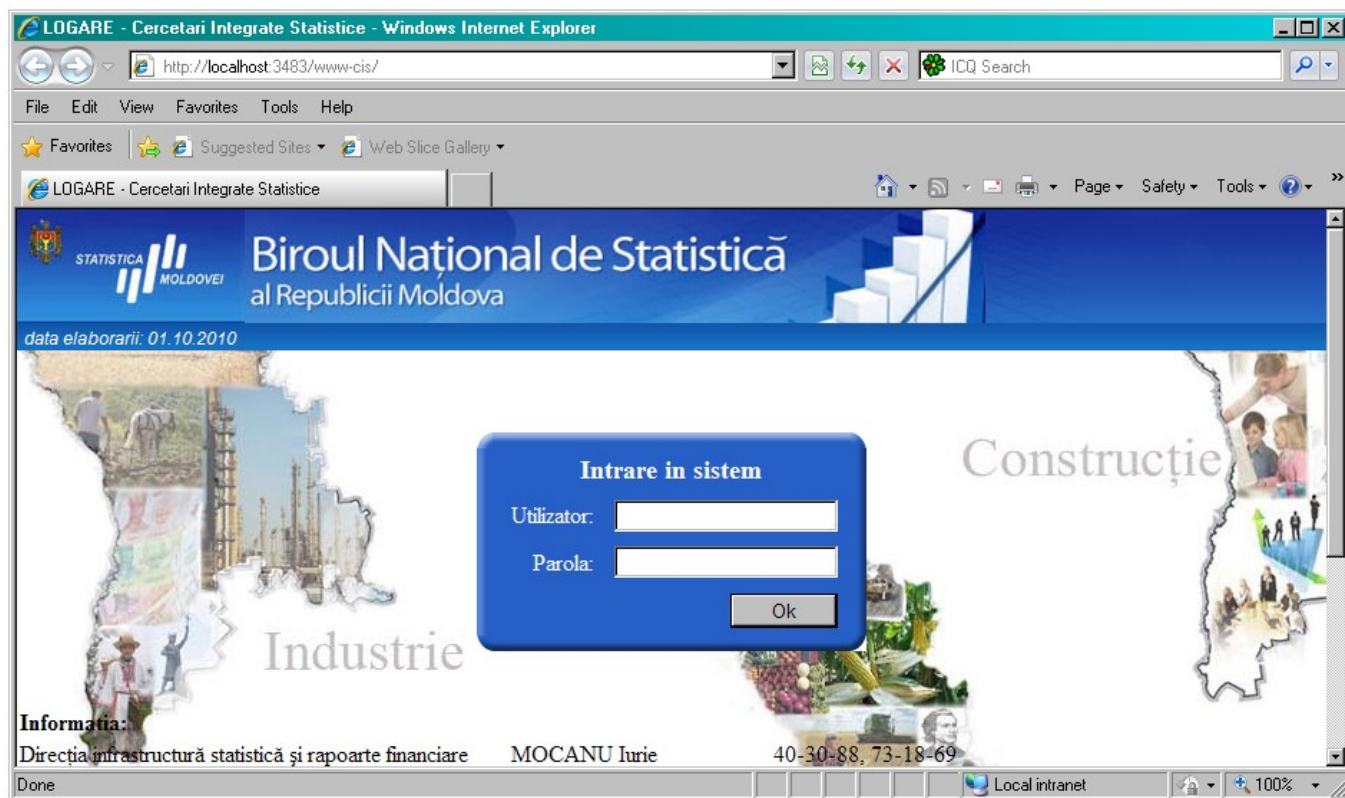 LOGARE - Cercetari Integrate Statistice - Windows Internet Explorer
http://localhost:3483/www-cis/
ICQ Search
File Edit View Favorites Tools Help
Favorites Suggested Sites Web Slice Gallery
LOGARE - Cercetari Integrate Statistice
Page Safety Tools »
STATISTICA MOLDOVEI
Biroul Național de Statistică
al Republicii Moldova
data elaborarii: 01.10.2010
Construcție
Intrare in sistem
Utilizator:
Parola:
Ok
Industrie
Informatia:
Direcția infrastructură statistică şi rapoarte financiare MOCANU Iurie 40-30-88, 73-18-69
Done Local intranet 100%